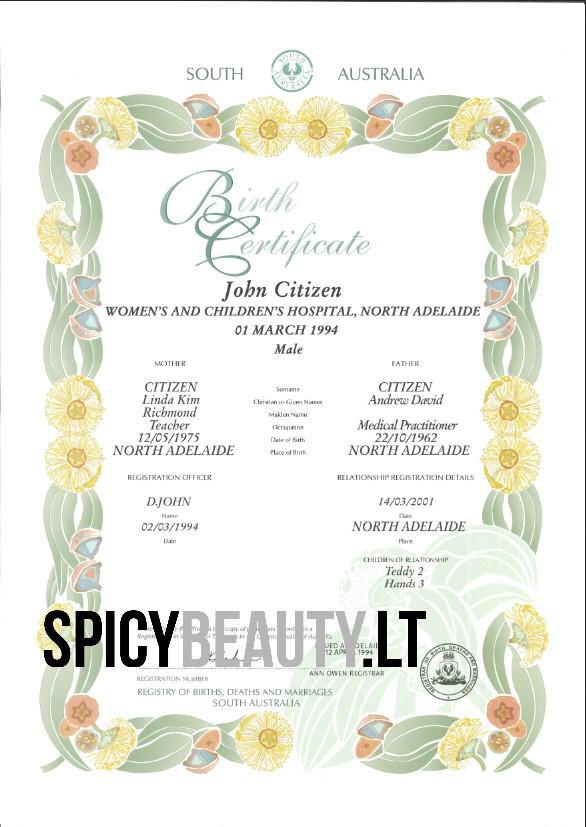 SOUTH AUSTRALIA
SOUTH AUSTRALIA
Birth
Certificate
John Citizen
WOMEN'S AND CHILDREN'S HOSPITAL, NORTH ADELAIDE
01 MARCH 1994
Male
MOTHER FATHER
CITIZEN Surname CITIZEN
Linda Kim Christian or Given Names Andrew David
Richmond Maiden Name
Teacher Occupation Medical Practitioner
12/05/1975 Date of Birth 22/10/1962
NORTH ADELAIDE Place of Birth NORTH ADELAIDE
REGISTRATION OFFICER RELATIONSHIP REGISTRATION DETAILS
D.JOHN 14/03/2001
Name Date
02/03/1994 NORTH ADELAIDE
Date Place
CHILDREN OF RELATIONSHIP
Teddy 2
Hands 3
SPICYBEAUTY.LT
12 1994
ANN OWEN REGISTRAR
REGISTRATION NUMBER
REGISTRY OF BIRTHS, DEATHS AND MARRIAGES
SOUTH AUSTRALIA